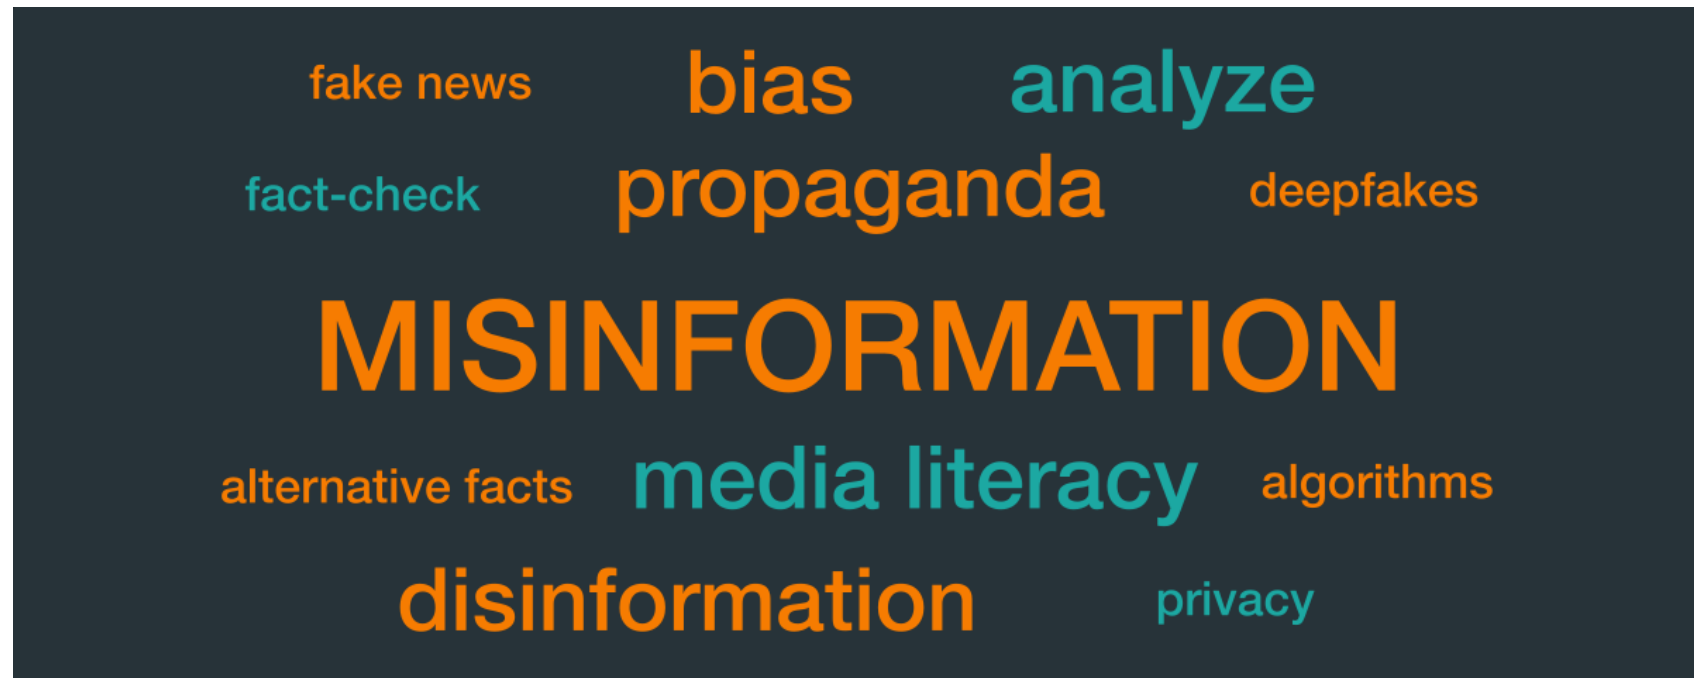 fake news bias analyze
fact-check propaganda deepfakes
MISINFORMATION
alternative facts media literacy algorithms
disinformation privacy